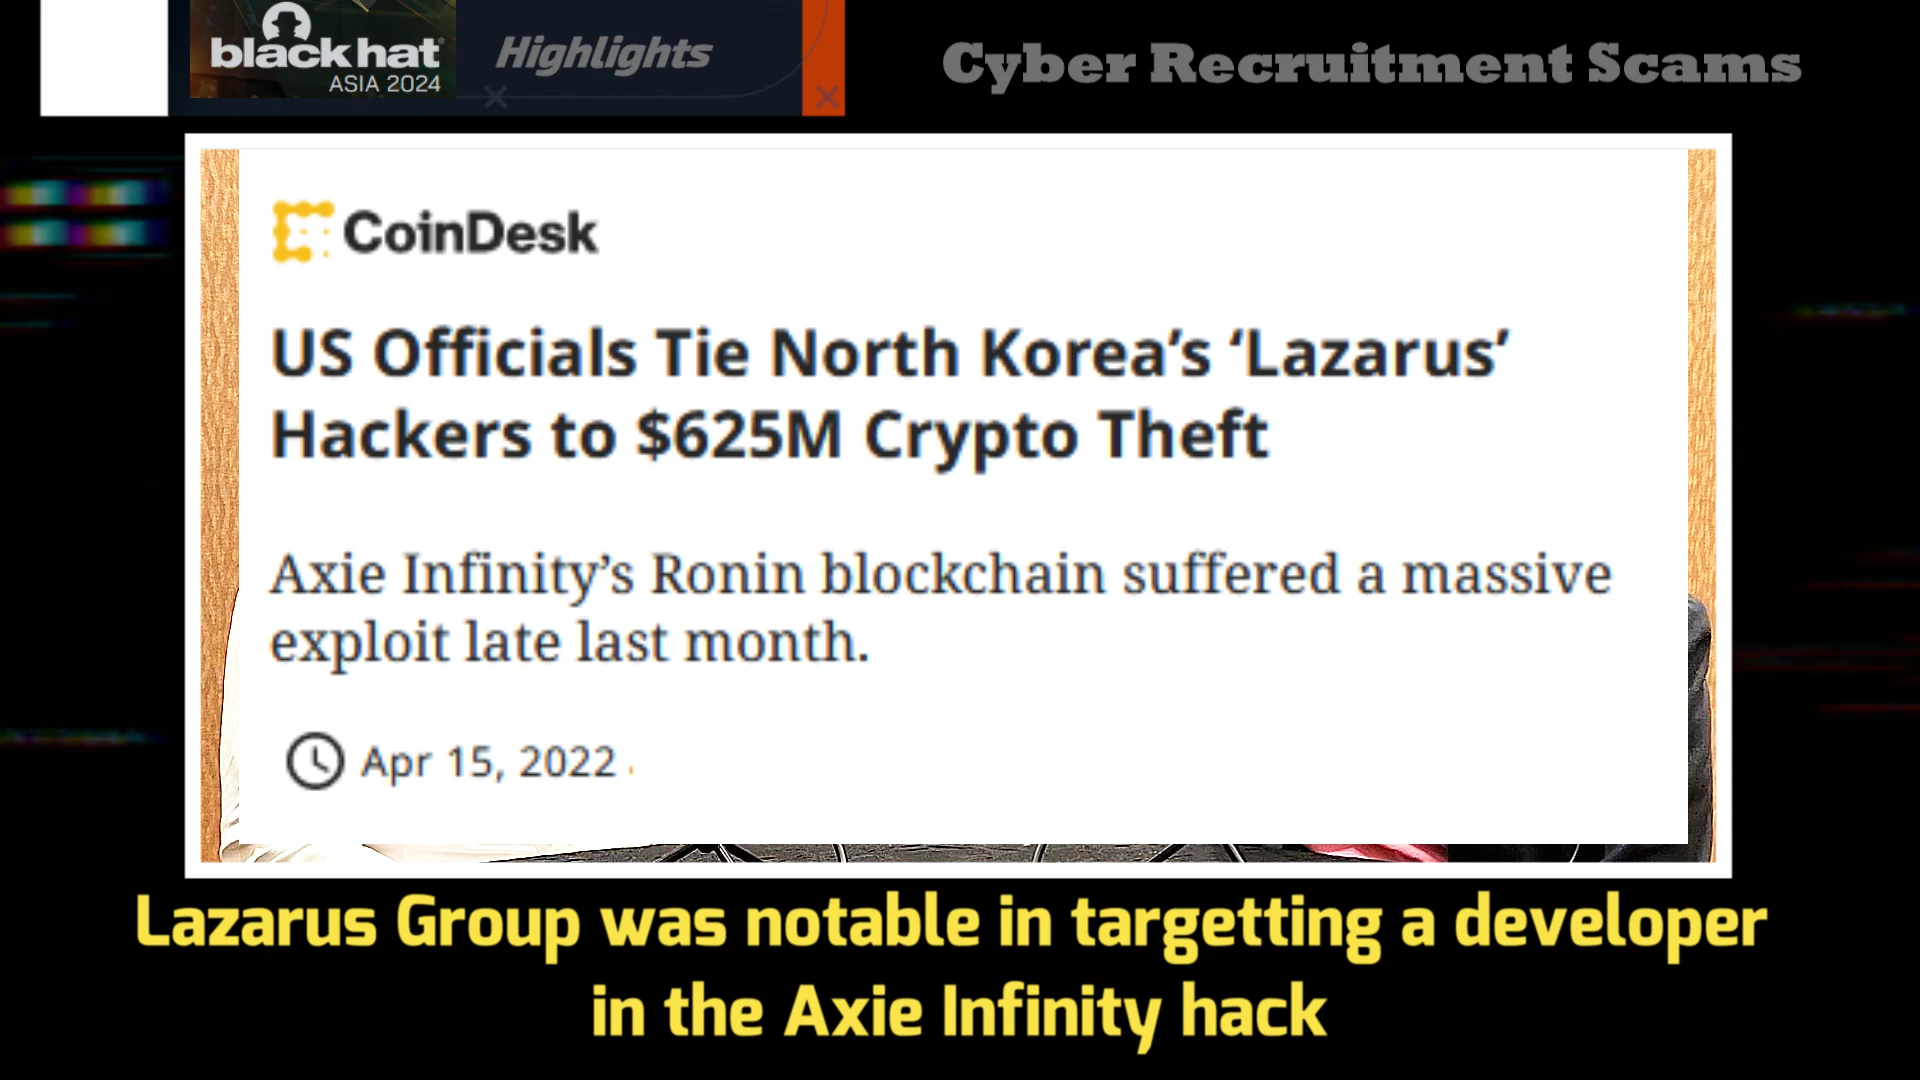 blackhat
ASIA 2024
Highlights
Cyber Recruitment Scams
CoinDesk
US Officials Tie North Korea’s ‘Lazarus’
Hackers to $625M Crypto Theft
Axie Infinity’s Ronin blockchain suffered a massive
exploit late last month.
Apr 15, 2022
Lazarus Group was notable in targetting a developer
in the Axie Infinity hack